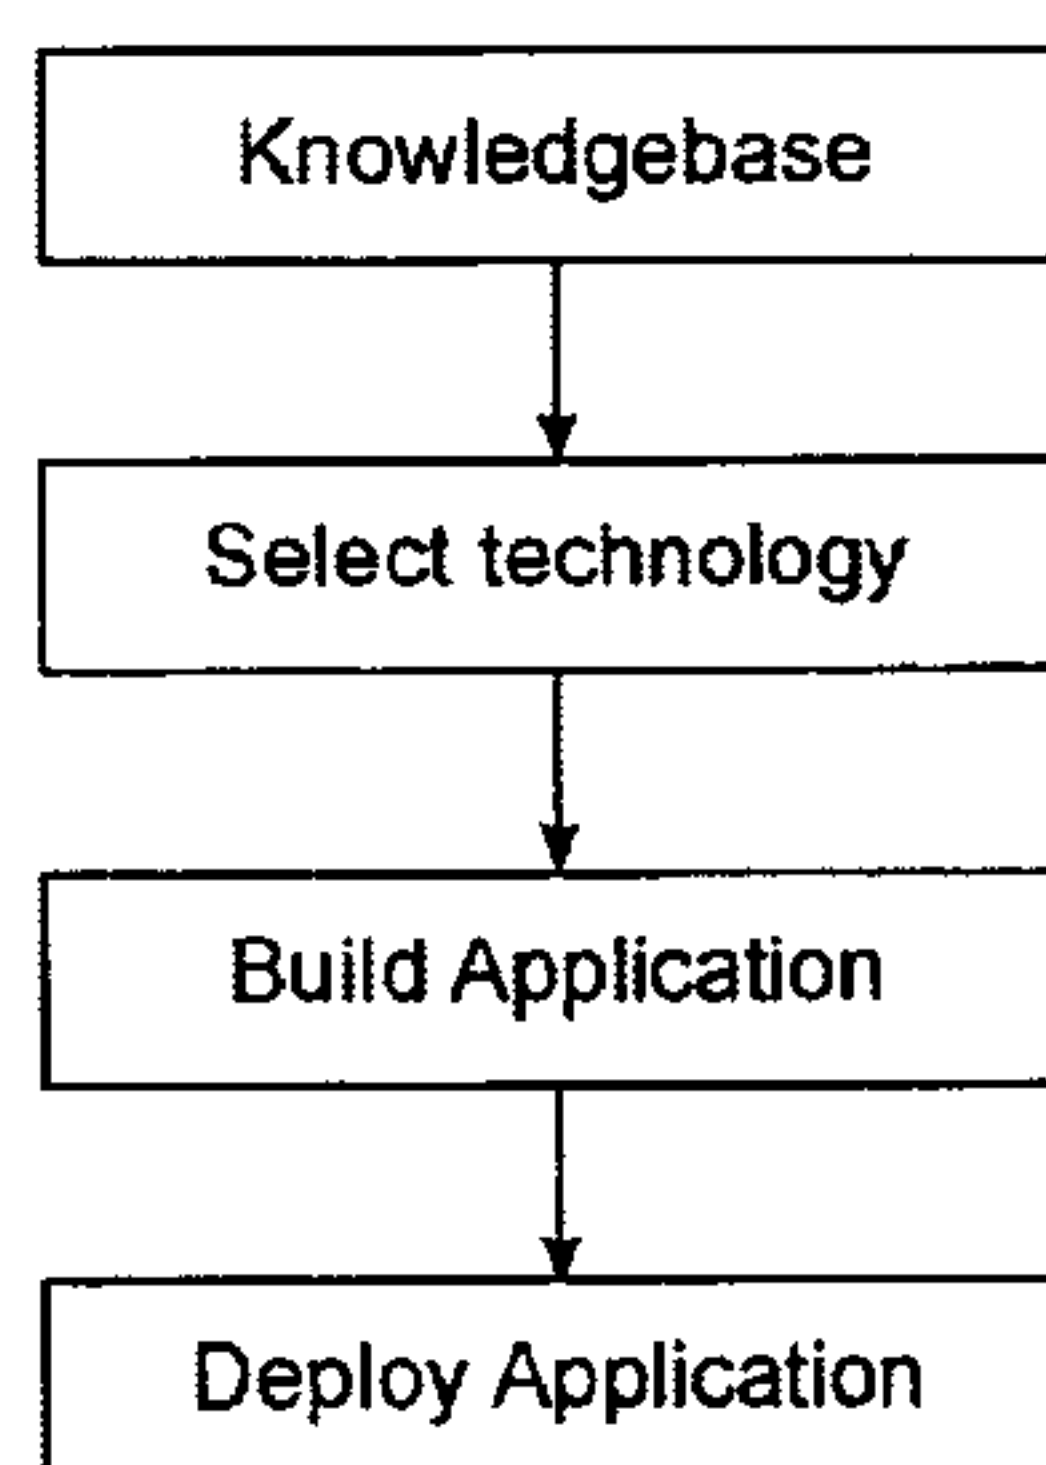 Knowledgebase
Select technology
Build Application
Deploy Application